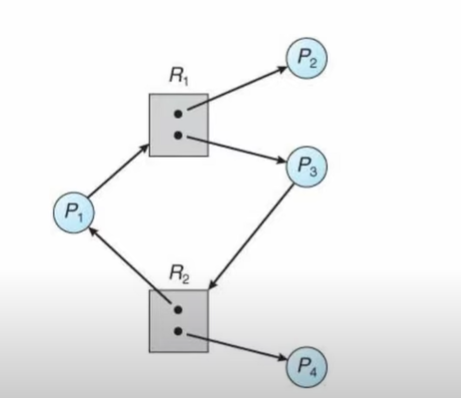 P₂
R₁
P₃
P₁
R₂
P₄